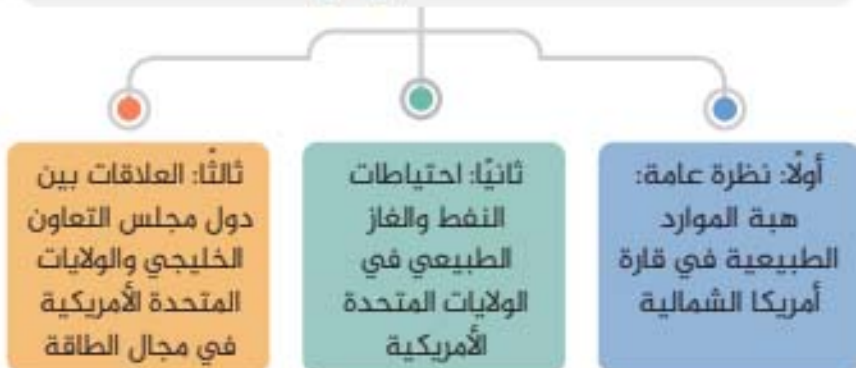 أولًا: نظرة عامة:
هبة الموارد
الطبيعية في قارة
أمريكا الشمالية
ثانيًا: احتياطات
النفط والغاز
الطبيعي في
الولايات المتحدة
الأمريكية
ثالثًا: العلاقات بين
دول مجلس التعاون
الخليجي والولايات
المتحدة الأمريكية
في مجال الطاقة